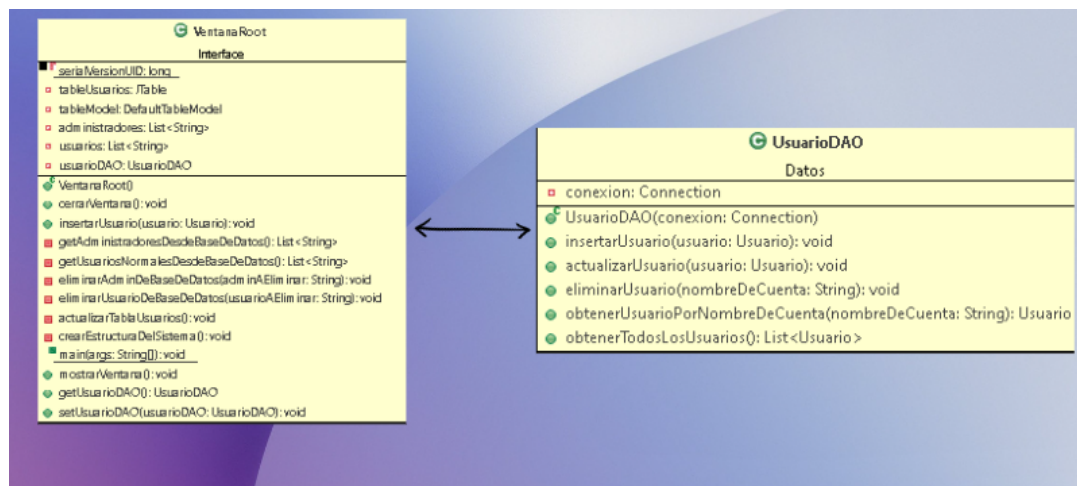 VentanaRoot
Interface
serialVersionUID: long
tableUsuarios: JTable
tableModel: DefaultTableModel
administradores: List<String>
usuarios: List<String>
usuarioDAO: UsuarioDAO
VentanaRoot()
cerrarVentana(): void
insertarUsuario(usuario: Usuario): void
getAdministradoresDesdeBaseDeDatos(): List<String>
getUsuariosNormalesDesdeBaseDeDatos(): List<String>
eliminarAdminDeBaseDeDatos(adminAEliminar: String): void
eliminarUsuarioDeBaseDeDatos(usuarioAEliminar: String): void
actualizarTablaUsuarios(): void
crearEstructuraDelSistema(): void
main(args: String[]): void
mostrarVentana(): void
getUsuarioDAO(): UsuarioDAO
setUsuarioDAO(usuarioDAO: UsuarioDAO): void
UsuarioDAO
Datos
conexion: Connection
UsuarioDAO(conexion: Connection)
insertarUsuario(usuario: Usuario): void
actualizarUsuario(usuario: Usuario): void
eliminarUsuario(nombreDeCuenta: String): void
obtenerUsuarioPorNombreDeCuenta(nombreDeCuenta: String): Usuario
obtenerTodosLosUsuarios(): List<Usuario>